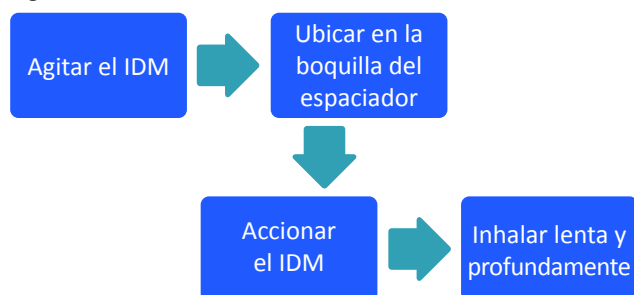 Agitar el IDM
Ubicar en la
boquilla del
espaciador
Accionar
el IDM
Inhalar lenta y
profundamente